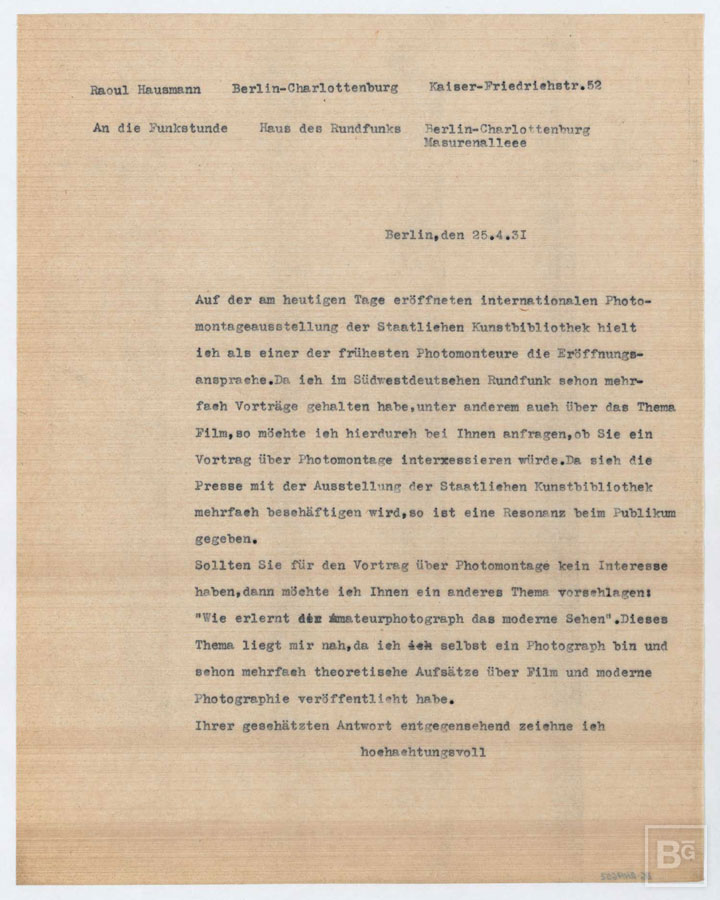 Raoul Hausmann Berlin-Charlottenburg Kaiser-Friedrichstr.52
An die Funkstunde Haus des Rundfunks Berlin-Charlottenburg
Masurenalleee
Berlin,den 25.4.31
Auf der am heutigen Tage eröffneten internationalen Photo-
montageausstellung der Staatlichen Kunstbibliothek hielt
ich als einer der frühesten Photomonteure die Eröffnungs-
ansprache.Da ich im Südwestdeutschen Rundfunk schon mehr-
fach Vorträge gehalten habe,unter anderem auch über das Thema
Film,so möchte ich hierdurch bei Ihnen anfragen,ob Sie ein
Vortrag über Photomontage interxessieren würde.Da sich die
Presse mit der Ausstellung der Staatlichen Kunstbibliothek
mehrfach beschäftigen wird,so ist eine Resonanz beim Publikum
gegeben.
Sollten Sie für den Vortrag über Photomontage kein Interesse
haben,dann möchte ich Ihnen ein anderes Thema vorschlagen:
"Wie erlernt der Amateurphotograph das moderne Sehen".Dieses
Thema liegt mir nah,da ich ich selbst ein Photograph bin und
schon mehrfach theoretische Aufsätze über Film und moderne
Photographie veröffentlicht habe.
Ihrer geschätzten Antwort entgegensehend zeichne ich
hochachtungsvoll
BG